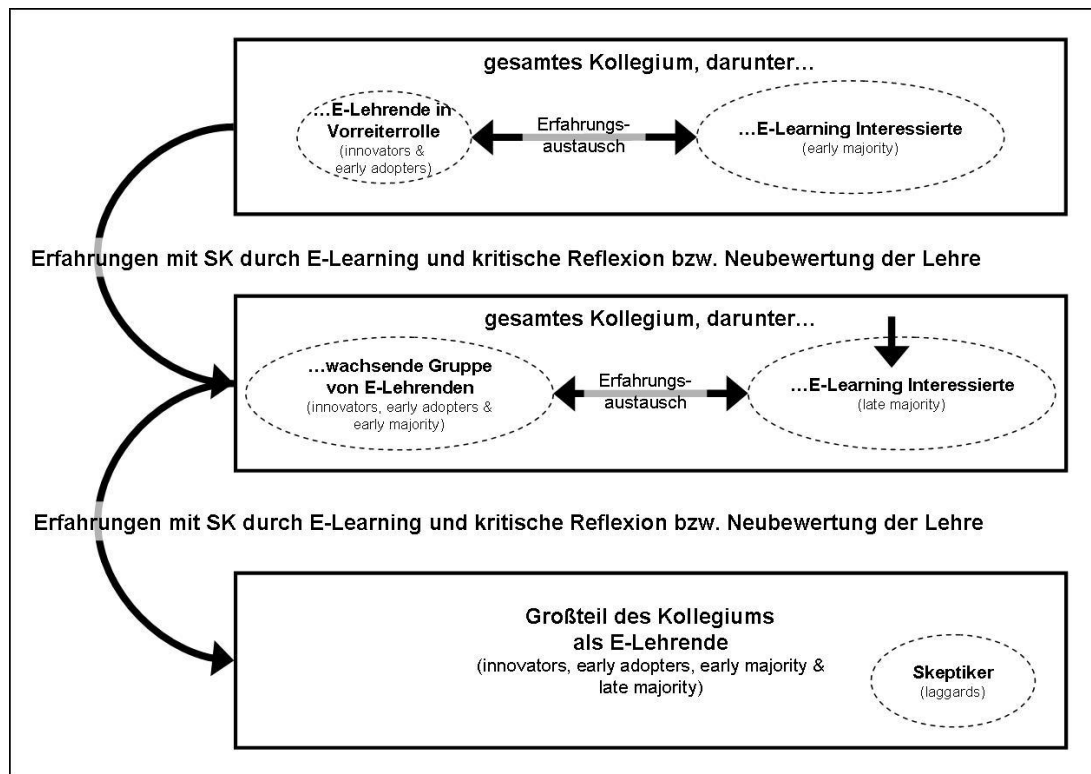 gesamtes Kollegium, darunter...
...E-Lehrende in
Vorreiterrolle
(innovators &
early adopters)
Erfahrungs-
austausch
...E-Learning Interessierte
(early majority)
Erfahrungen mit SK durch E-Learning und kritische Reflexion bzw. Neubewertung der Lehre
gesamtes Kollegium, darunter...
...wachsende Gruppe
von E-Lehrenden
(innovators, early adopters &
early majority)
Erfahrungs-
austausch
...E-Learning Interessierte
(late majority)
Erfahrungen mit SK durch E-Learning und kritische Reflexion bzw. Neubewertung der Lehre
Großteil des Kollegiums
als E-Lehrende
(innovators, early adopters, early majority &
late majority)
Skeptiker
(laggards)